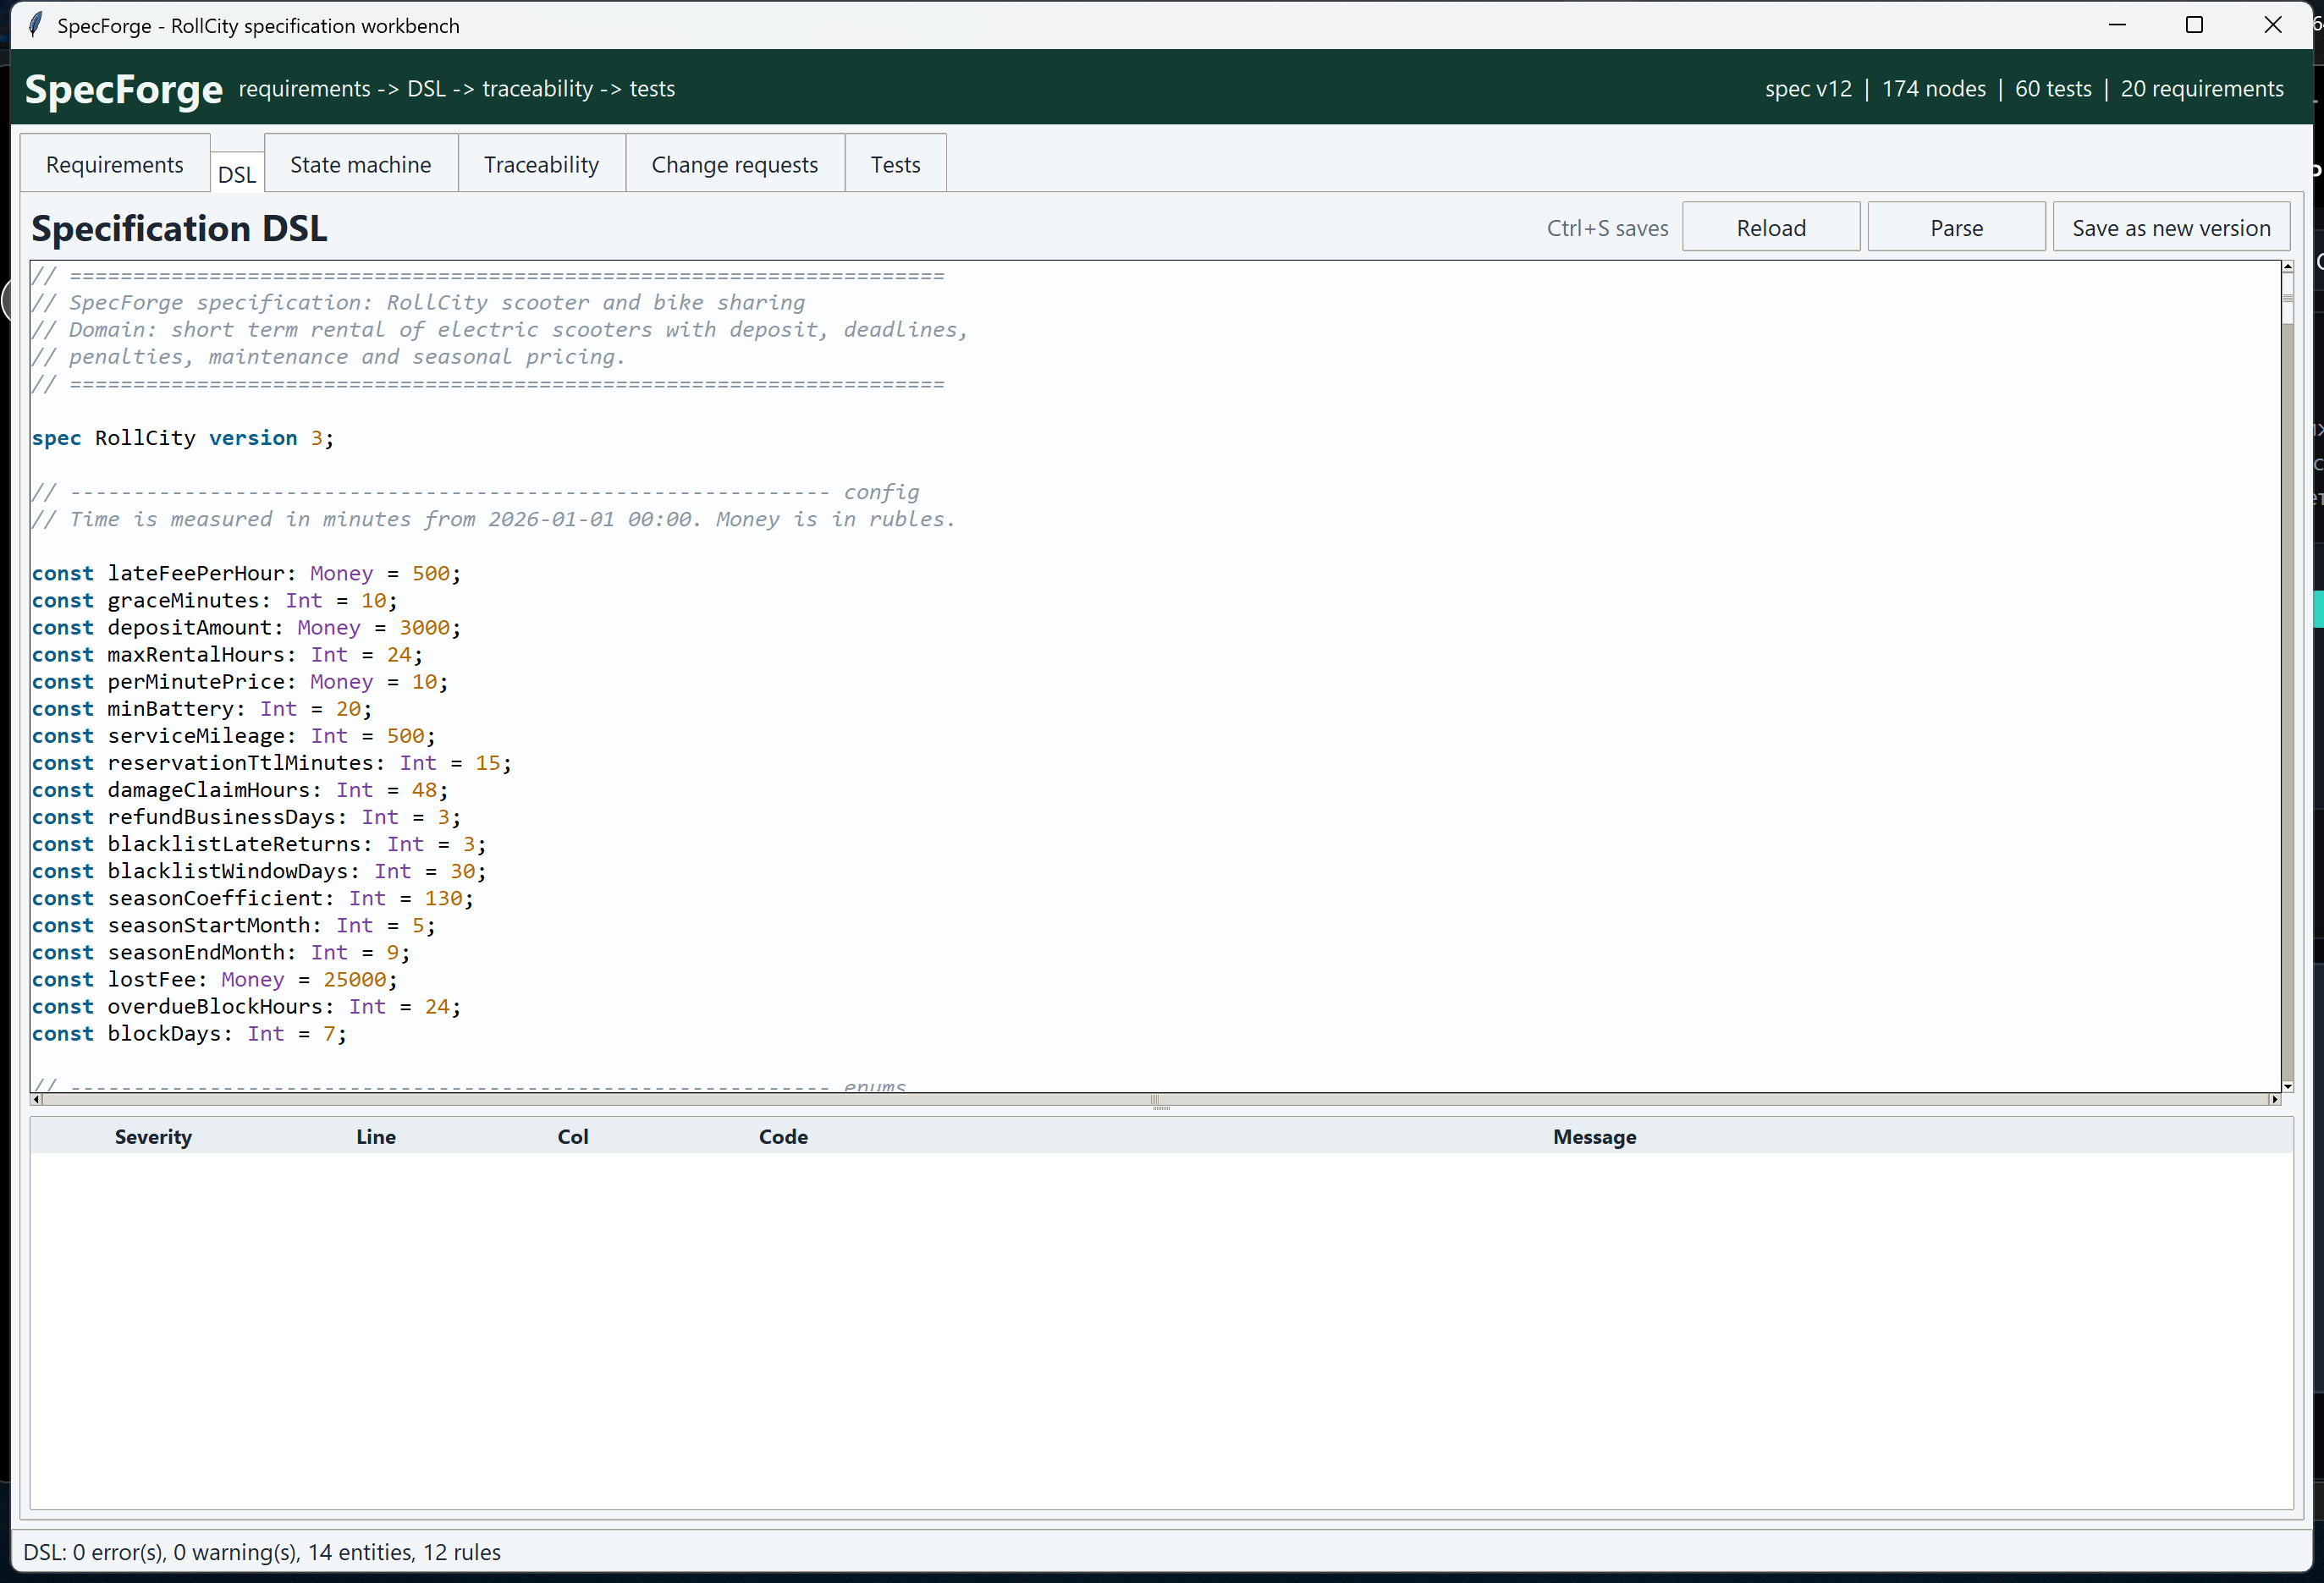 SpecForge - RollCity specification workbench
SpecForge requirements -> DSL -> traceability -> tests spec v12 | 174 nodes | 60 tests | 20 requirements
Requirements DSL State machine Traceability Change requests Tests
Specification DSL Ctrl+S saves Reload Parse Save as new version
// =====================================================================
// SpecForge specification: RollCity scooter and bike sharing
// Domain: short term rental of electric scooters with deposit, deadlines,
// penalties, maintenance and seasonal pricing.
// =====================================================================
spec RollCity version 3;
// ------------------------------------------------------------ config
// Time is measured in minutes from 2026-01-01 00:00. Money is in rubles.
const lateFeePerHour: Money = 500;
const graceMinutes: Int = 10;
const depositAmount: Money = 3000;
const maxRentalHours: Int = 24;
const perMinutePrice: Money = 10;
const minBattery: Int = 20;
const serviceMileage: Int = 500;
const reservationTtlMinutes: Int = 15;
const damageClaimHours: Int = 48;
const refundBusinessDays: Int = 3;
const blacklistLateReturns: Int = 3;
const blacklistWindowDays: Int = 30;
const seasonCoefficient: Int = 130;
const seasonStartMonth: Int = 5;
const seasonEndMonth: Int = 9;
const lostFee: Money = 25000;
const overdueBlockHours: Int = 24;
const blockDays: Int = 7;
// ------------------------------------------------------------ enums
Severity Line Col Code Message
DSL: 0 error(s), 0 warning(s), 14 entities, 12 rules